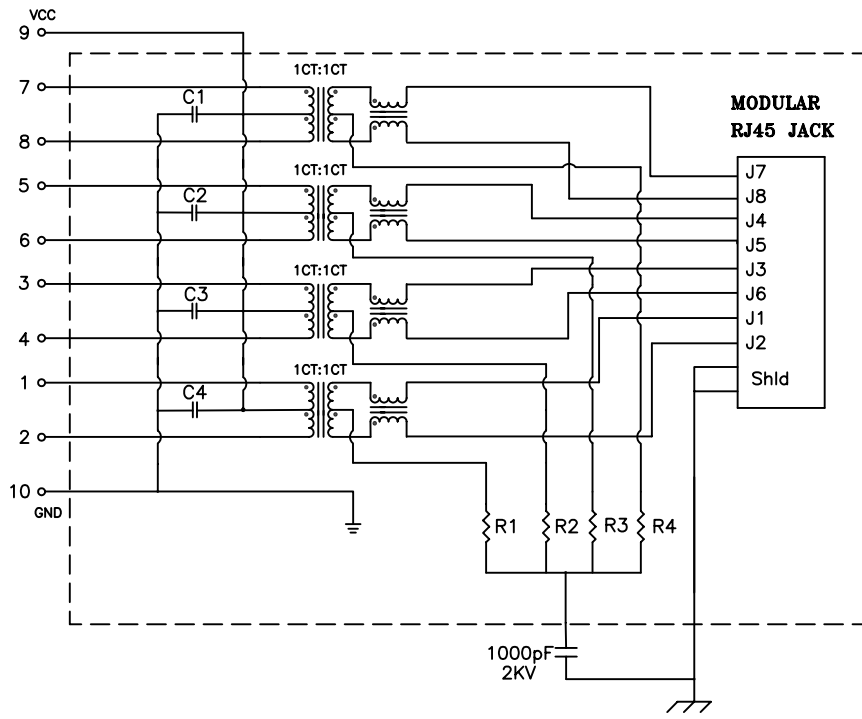 VCC
9
7
C1
8
1CT:1CT
MODULAR
RJ45 JACK
5
C2
6
1CT:1CT
3
C3
4
1CT:1CT
1
C4
2
1CT:1CT
J7
J8
J4
J5
J3
J6
J1
J2
Shld
10
GND
R1
R2
R3
R4
1000pF
2KV